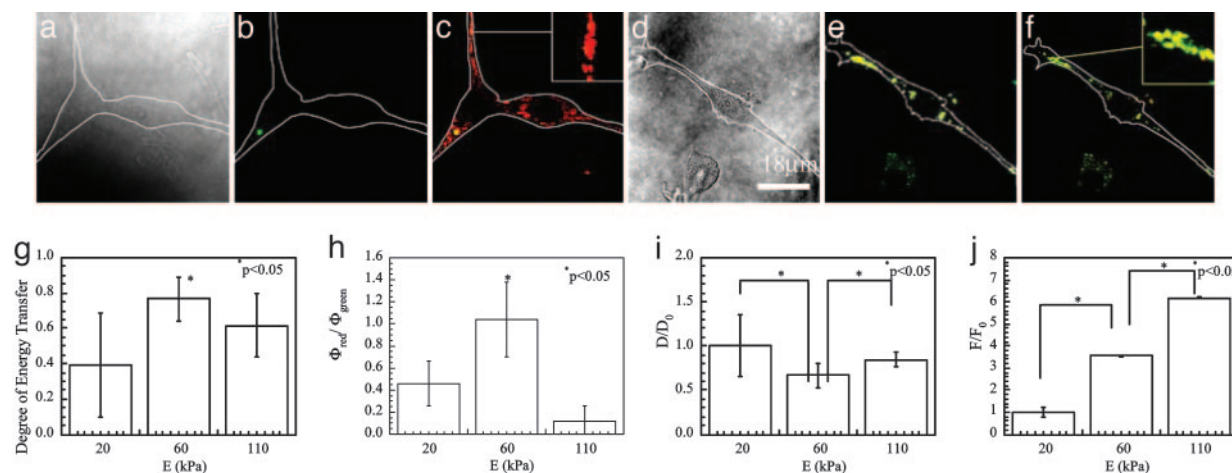 a b c d e f
18μm
g h i j
Degree of Energy Transfer
1.0
0.8
0.6
0.4
0.2
0.0
*
*p<0.05
20 60 110
E (kPa)
Φred/ Φgreen
1.6
1.4
1.2
1.0
0.8
0.6
0.4
0.2
0.0
*
*p<0.05
20 60 110
E (kPa)
D/D0
2.0
1.5
1.0
0.5
0.0
* *
*p<0.05
20 60 110
E (kPa)
F/F0
8
7
6
5
4
3
2
1
0
* *
*p<0.0
20 60 110
E (kPa)